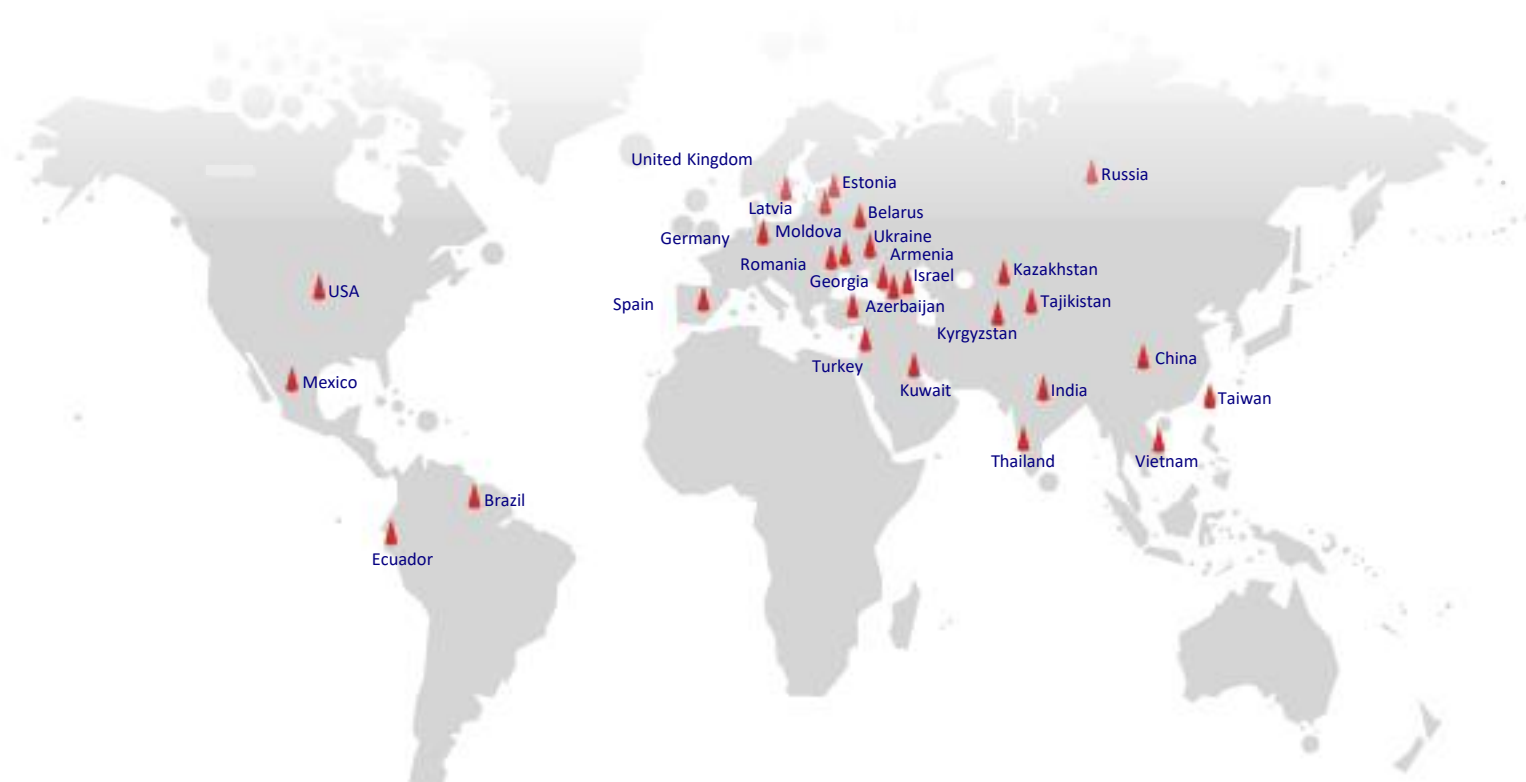 United Kingdom
Russia
Estonia
Latvia
Belarus
Moldova
Ukraine
Germany
Armenia
Romania
Kazakhstan
Israel
Georgia
USA
Tajikistan
Spain
Azerbaijan
Kyrgyzstan
China
Turkey
Mexico
Kuwait
India
Taiwan
Thailand
Vietnam
Brazil
Ecuador